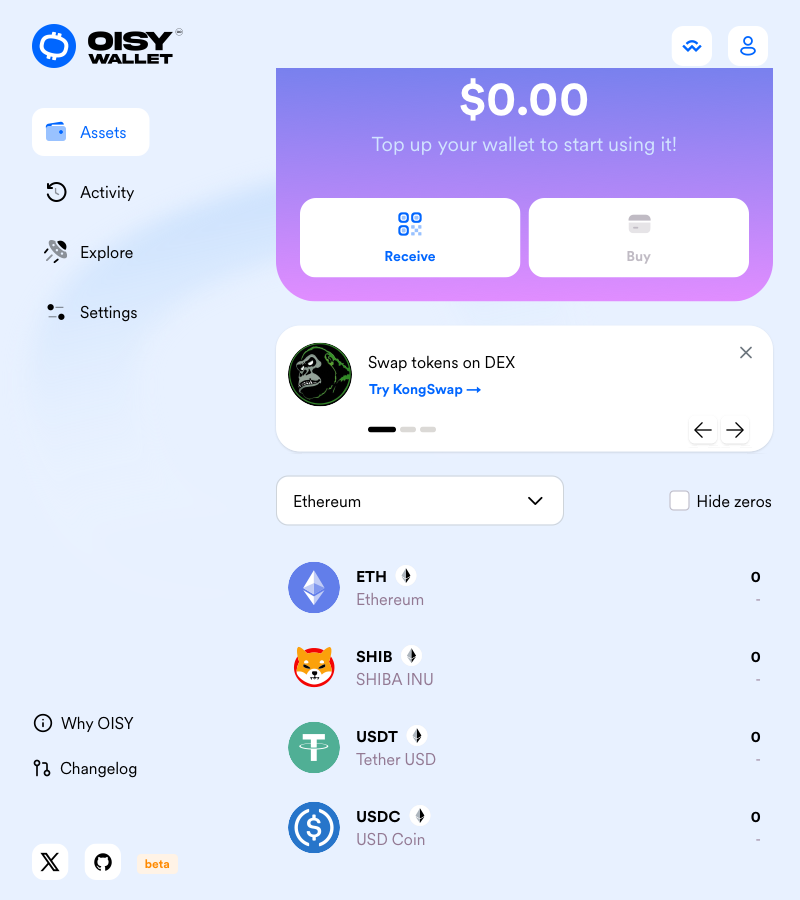 OISY
WALLET
Assets
Activity
Explore
Settings
Why OISY
Changelog
beta
$0.00
Top up your wallet to start using it!
Receive
Buy
Swap tokens on DEX
Try KongSwap →
Ethereum
Hide zeros
ETH
0
Ethereum
-
SHIB
0
SHIBA INU
-
USDT
0
Tether USD
-
USDC
0
USD Coin
-